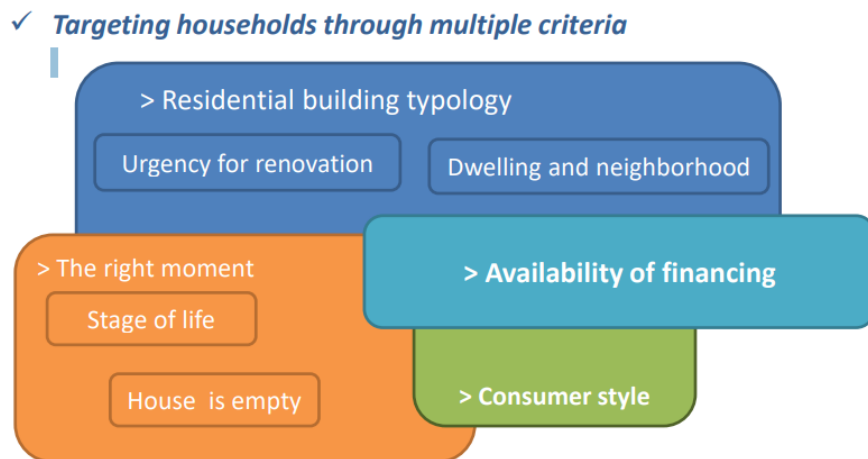 ✓ Targeting households through multiple criteria
> Residential building typology
Urgency for renovation
Dwelling and neighborhood
> The right moment
Stage of life
House is empty
> Availability of financing
> Consumer style